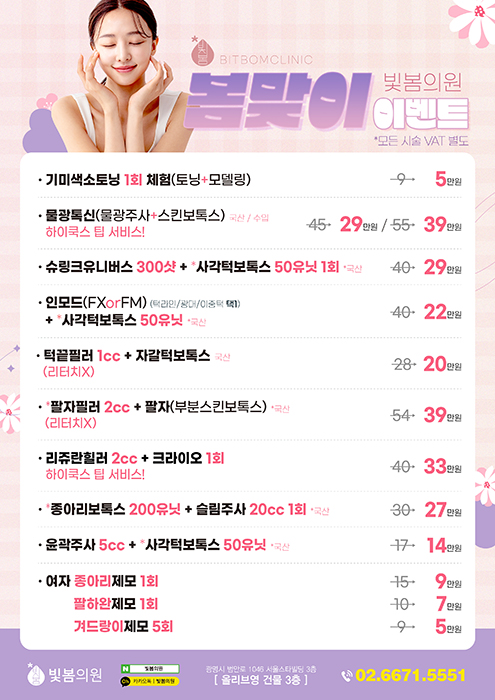 빛봄
BITBOMCLINIC
봄맞이
빛봄의원
이벤트
*모든 시술 VAT 별도
· 기미색소토닝 1회 체험(토닝+모델링) 9 5만원
· 물광톡신(물광주사+스킨보톡스) 국산 / 수입 45 29만원 / 55 39만원
하이쿡스 팁 서비스!
· 슈링크유니버스 300샷 + *사각턱보톡스 50유닛 1회 *국산 40 29만원
· 인모드(FXorFM) (턱라인/광대/이중턱 택1) 40 22만원
+ *사각턱보톡스 50유닛 *국산
· 턱끝필러 1cc + 자갈턱보톡스 국산 28 20만원
(리터치X)
· *팔자필러 2cc + 팔자(부분스킨보톡스) *국산 54 39만원
(리터치X)
· 리쥬란힐러 2cc + 크라이오 1회 40 33만원
하이쿡스 팁 서비스!
· *종아리보톡스 200유닛 + 슬림주사 20cc 1회 *국산 30 27만원
· 윤곽주사 5cc + *사각턱보톡스 50유닛 *국산 17 14만원
· 여자 종아리제모 1회 15 9만원
팔하완제모 1회 10 7만원
겨드랑이제모 5회 9 5만원
빛봄의원
N 빛봄의원
카카오톡 빛봄의원
광명시 범안로 1046 서울스타빌딩 3층
[ 올리브영 건물 3층 ]
02.6671.5551